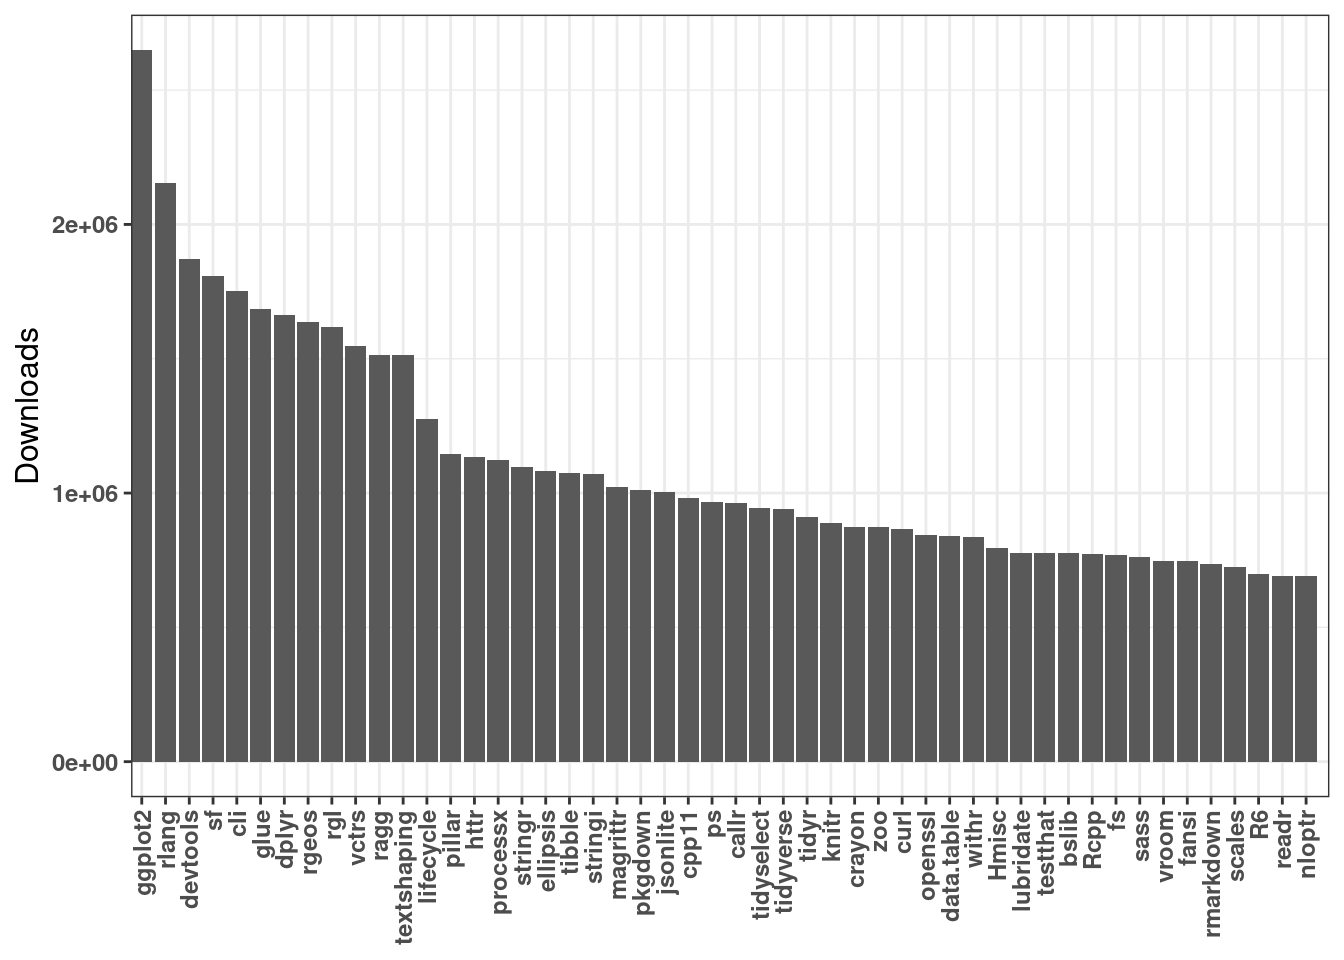 Downloads
2e+06
1e+06
0e+00
ggplot2
rlang
devtools
sf
cli
glue
dplyr
rgeos
rgl
vctrs
ragg
textshaping
lifecycle
pillar
httr
processx
stringr
ellipsis
tibble
stringi
magrittr
pkgdown
jsonlite
cpp11
ps
callr
tidyselect
tidyverse
tidyr
knitr
crayon
zoo
curl
openssl
data.table
withr
Hmisc
lubridate
testthat
bslib
Rcpp
fs
sass
vroom
fansi
rmarkdown
scales
R6
readr
nloptr